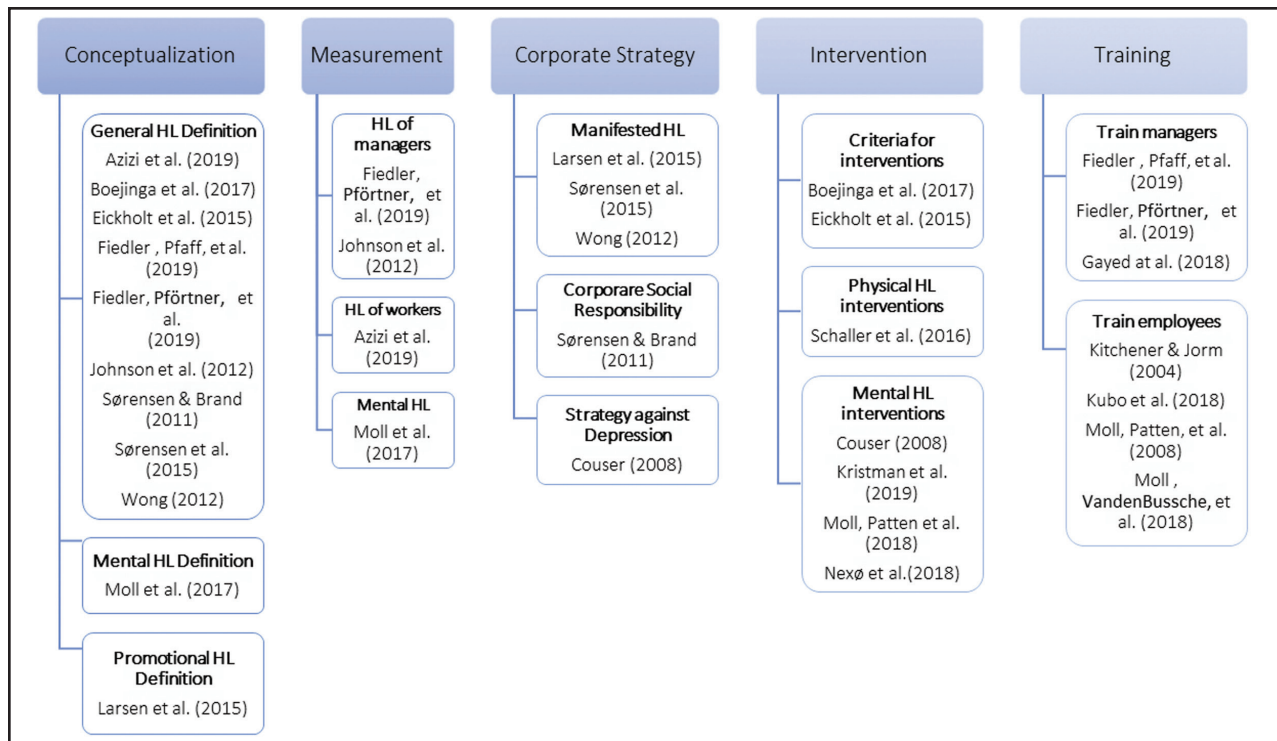 Conceptualization
General HL Definition
Azizi et al. (2019)
Boejinga et al. (2017)
Eickholt et al. (2015)
Fiedler , Pfaff, et al.
(2019)
Fiedler, Pförtner, et
al.
(2019)
Johnson et al. (2012)
Sørensen & Brand
(2011)
Sørensen et al.
(2015)
Wong (2012)
Mental HL Definition
Moll et al. (2017)
Promotional HL
Definition
Larsen et al. (2015)
Measurement
HL of
managers
Fiedler,
Pförtner, et
al. (2019)
Johnson et al.
(2012)
HL of workers
Azizi et al.
(2019)
Mental HL
Moll et al.
(2017)
Corporate Strategy
Manifested HL
Larsen et al. (2015)
Sørensen et al.
(2015)
Wong (2012)
Corporare Social
Responsibility
Sørensen & Brand
(2011)
Strategy against
Depression
Couser (2008)
Intervention
Criteria for
interventions
Boejinga et al. (2017)
Eickholt et al. (2015)
Physical HL
interventions
Schaller et al. (2016)
Mental HL
interventions
Couser (2008)
Kristman et al.
(2019)
Moll, Patten et al.
(2018)
Nexø et al.(2018)
Training
Train managers
Fiedler , Pfaff, et al.
(2019)
Fiedler, Pförtner, et
al. (2019)
Gayed at al. (2018)
Train employees
Kitchener & Jorm
(2004)
Kubo et al. (2018)
Moll, Patten, et al.
(2008)
Moll ,
VandenBussche, et
al. (2018)